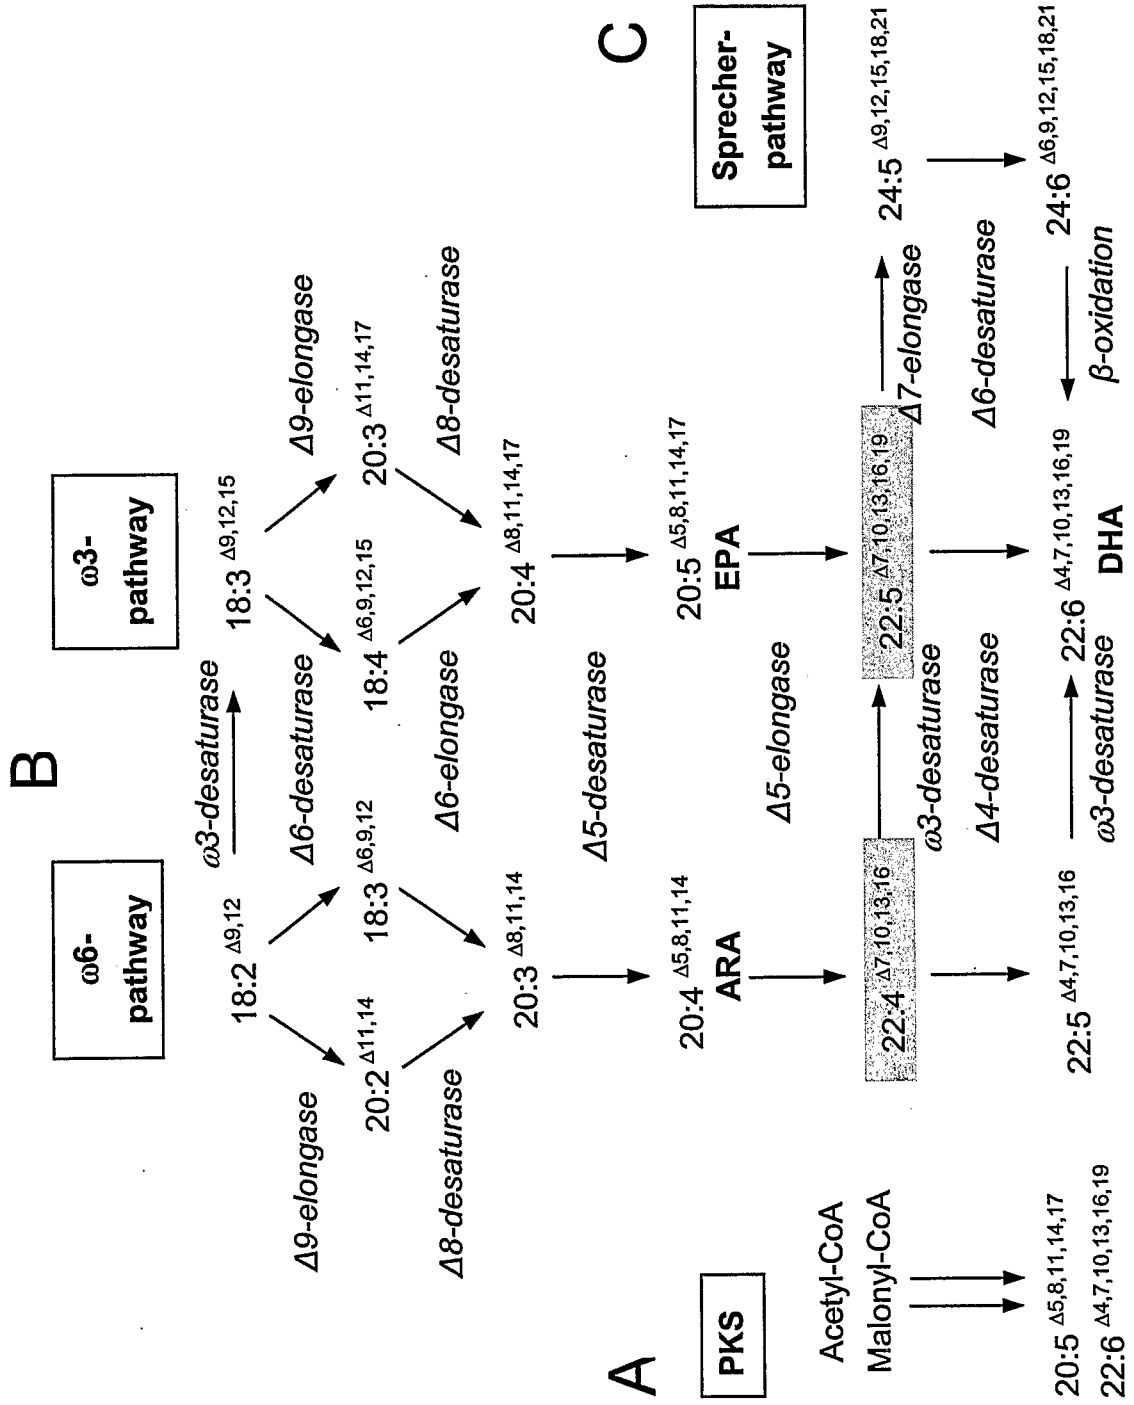 A
PKS
Acetyl-CoA
Malonyl-CoA
20:5 Δ5,8,11,14,17
22:6 Δ4,7,10,13,16,19
B
ω6-
pathway
ω3-
pathway
18:2 Δ9,12
ω3-desaturase
18:3 Δ9,12,15
Δ9-elongase
Δ6-desaturase
Δ9-elongase
20:2 Δ11,14
18:3 Δ6,9,12
18:4 Δ6,9,12,15
20:3 Δ11,14,17
Δ8-desaturase
Δ6-elongase
Δ8-desaturase
20:3 Δ8,11,14
20:4 Δ8,11,14,17
Δ5-desaturase
20:4 Δ5,8,11,14
ARA
20:5 Δ5,8,11,14,17
EPA
Δ5-elongase
22:4 Δ7,10,13,16
ω3-desaturase
22:5 Δ7,10,13,16,19
Δ4-desaturase
22:5 Δ4,7,10,13,16
ω3-desaturase
22:6 Δ4,7,10,13,16,19
DHA
C
Sprecher-
pathway
Δ7-elongase
24:5 Δ9,12,15,18,21
Δ6-desaturase
24:6 Δ6,9,12,15,18,21
β-oxidation